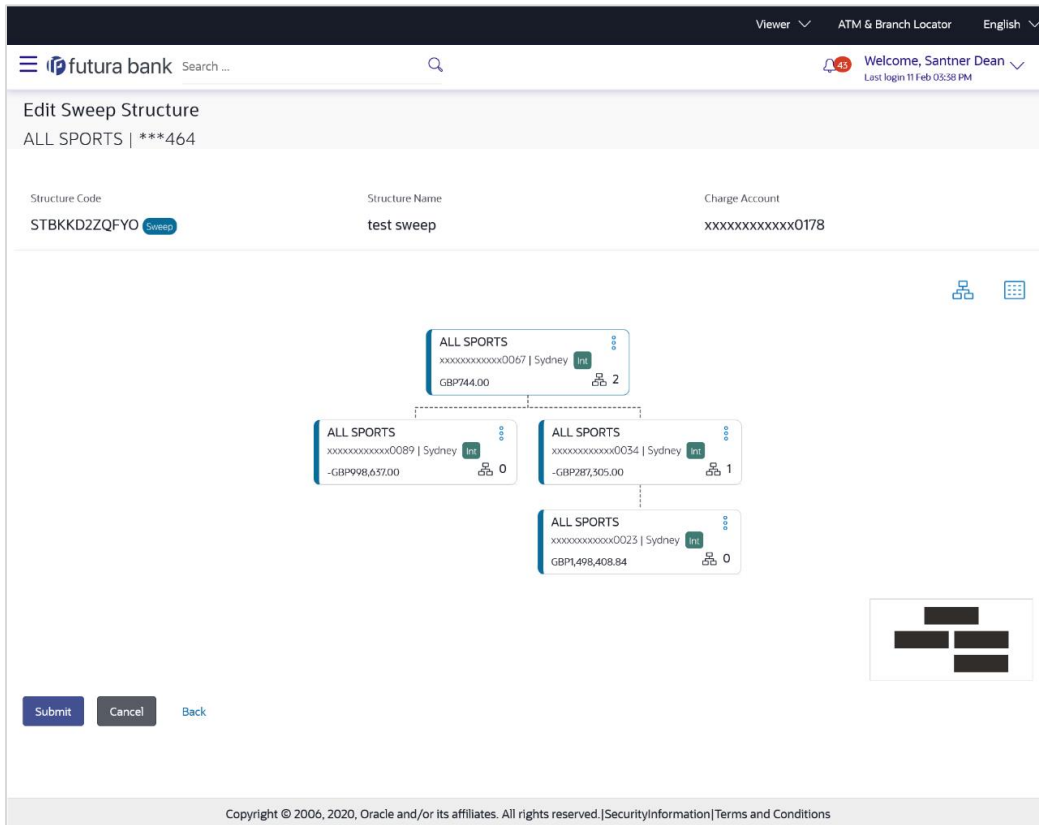 Viewer ATM & Branch Locator English
futura bank Search ... 43 Welcome, Santner Dean
Last login 11 Feb 03:38 PM
Edit Sweep Structure
ALL SPORTS | ***464
Structure Code Structure Name Charge Account
STBKKD2ZQFYO Sweep test sweep xxxxxxxxxxxx0178
ALL SPORTS
xxxxxxxxxxxx0067 | Sydney Int
GBP744.00 2
ALL SPORTS ALL SPORTS
xxxxxxxxxxxx0089 | Sydney Int xxxxxxxxxxxx0034 | Sydney Int
-GBP998,637.00 0 -GBP287,305.00 1
ALL SPORTS
xxxxxxxxxxxx0023 | Sydney Int
GBP1,498,408.84 0
Submit Cancel Back
Copyright © 2006, 2020, Oracle and/or its affiliates. All rights reserved.|SecurityInformation|Terms and Conditions